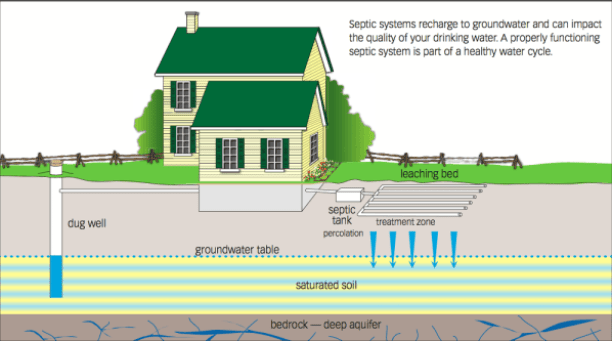 Septic systems recharge to groundwater and can impact
the quality of your drinking water. A properly functioning
septic system is part of a healthy water cycle.
leaching bed
septic
tank
treatment zone
dug well
percolation
groundwater table
saturated soil
bedrock — deep aquifer